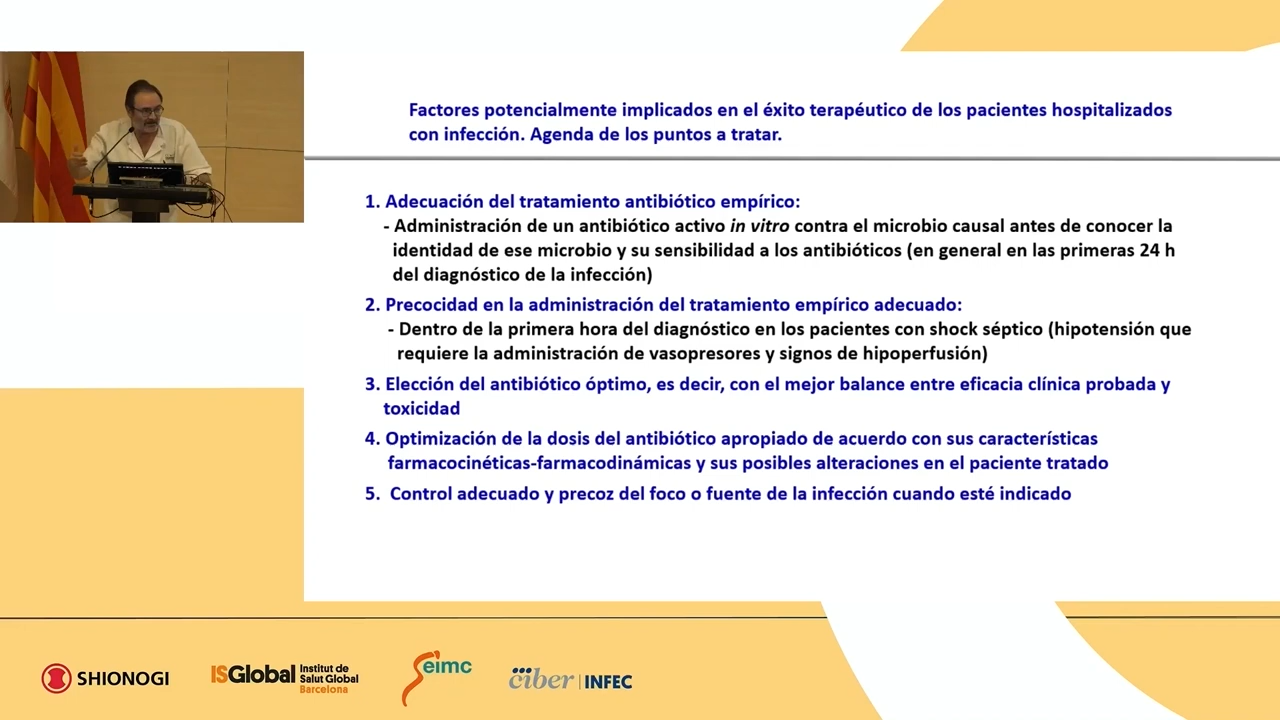 Factores potencialmente implicados en el éxito terapéutico de los pacientes hospitalizados
con infección. Agenda de los puntos a tratar.
1. Adecuación del tratamiento antibiótico empírico:
- Administración de un antibiótico activo in vitro contra el microbio causal antes de conocer la
identidad de ese microbio y su sensibilidad a los antibióticos (en general en las primeras 24 h
del diagnóstico de la infección)
2. Precocidad en la administración del tratamiento empírico adecuado:
- Dentro de la primera hora del diagnóstico en los pacientes con shock séptico (hipotensión que
requiere la administración de vasopresores y signos de hipoperfusión)
3. Elección del antibiótico óptimo, es decir, con el mejor balance entre eficacia clínica probada y
toxicidad
4. Optimización de la dosis del antibiótico apropiado de acuerdo con sus características
farmacocinéticas-farmacodinámicas y sus posibles alteraciones en el paciente tratado
5. Control adecuado y precoz del foco o fuente de la infección cuando esté indicado
SHIONOGI
ISGlobal Institut de
Salut Global
Barcelona
Seimc
ciber INFEC